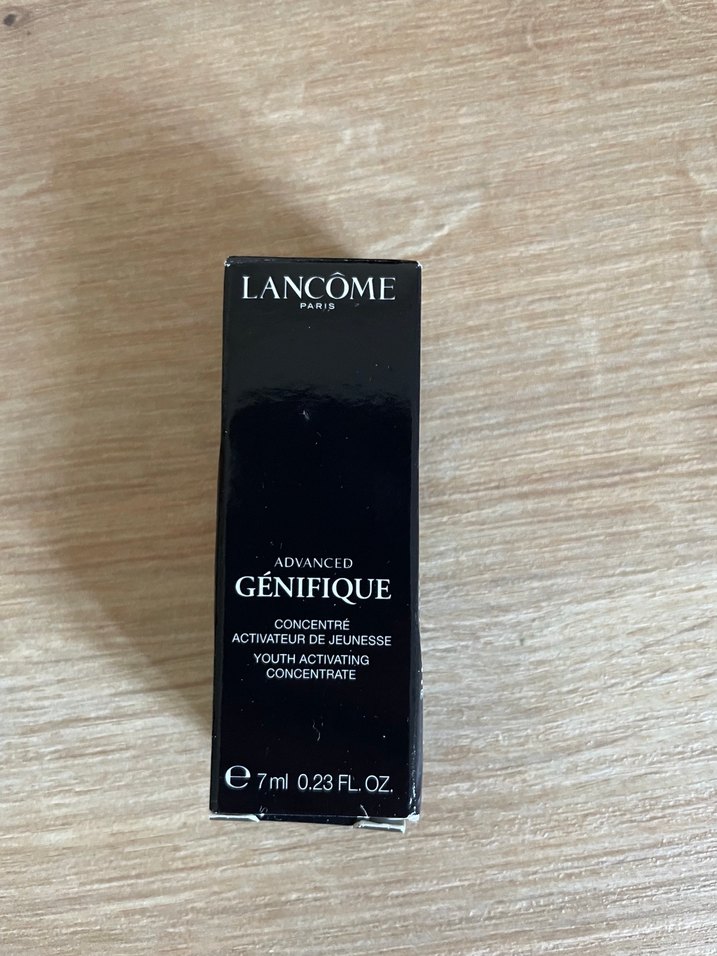 LANCÔME
PARIS
ADVANCED
GÉNIFIQUE
CONCENTRÉ
ACTIVATEUR DE JEUNESSE
YOUTH ACTIVATING
CONCENTRATE
℮ 7ml 0.23 FL. OZ.